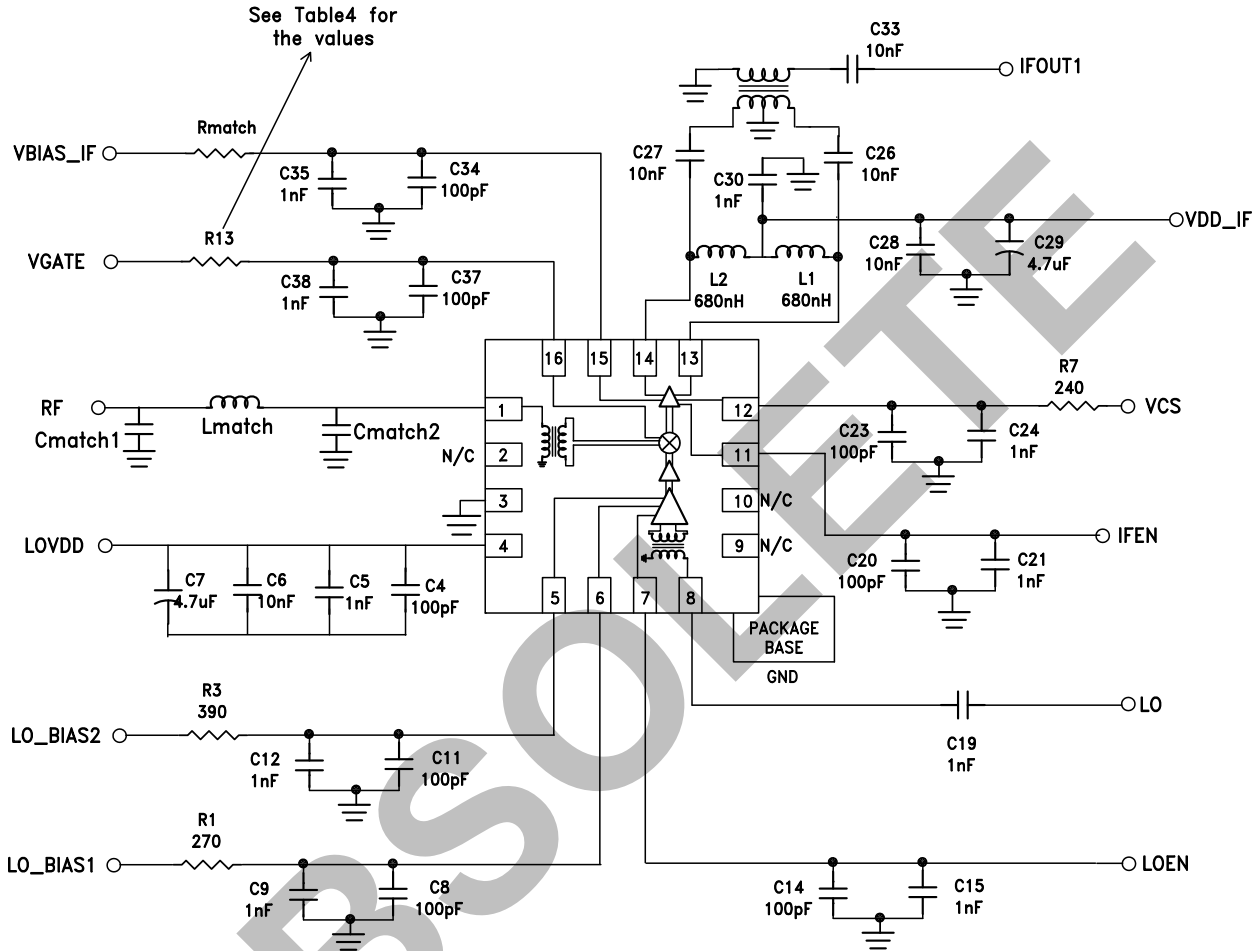 See Table4 for
the values
C33
10nF
IFOUT1
Rmatch
VBIAS_IF
C35
1nF
C34
100pF
C27
10nF
C30
1nF
C26
10nF
R13
VGATE
C38
1nF
C37
100pF
L2
680nH
L1
680nH
C28
10nF
C29
4.7uF
VDD_IF
16
15
14
13
RF
Cmatch1
Lmatch
Cmatch2
1
N/C
2
3
4
12
11
10
N/C
9
N/C
R7
240
VCS
C23
100pF
C24
1nF
IFEN
C20
100pF
C21
1nF
LOVDD
C7
4.7uF
C6
10nF
C5
1nF
C4
100pF
5
6
7
8
PACKAGE
BASE
GND
R3
390
LO_BIAS2
C12
1nF
C11
100pF
LO
C19
1nF
R1
270
LO_BIAS1
C9
1nF
C8
100pF
LOEN
C14
100pF
C15
1nF
BSOLETE